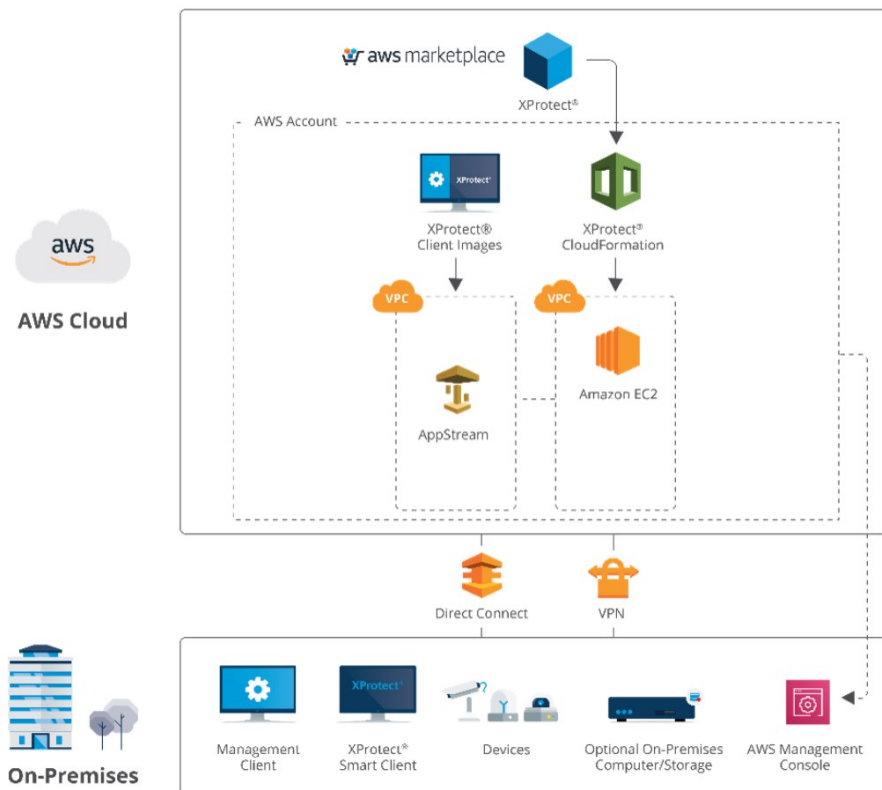 aws marketplace
XProtect®
AWS Account
XProtect
XProtect®
Client Images
XProtect®
CloudFormation
aws
AWS Cloud
VPC
VPC
AppStream
Amazon EC2
Direct Connect
VPN
XProtect
Management
Client
XProtect®
Smart Client
Devices
Optional On-Premises
Computer/Storage
AWS Management
Console
On-Premises